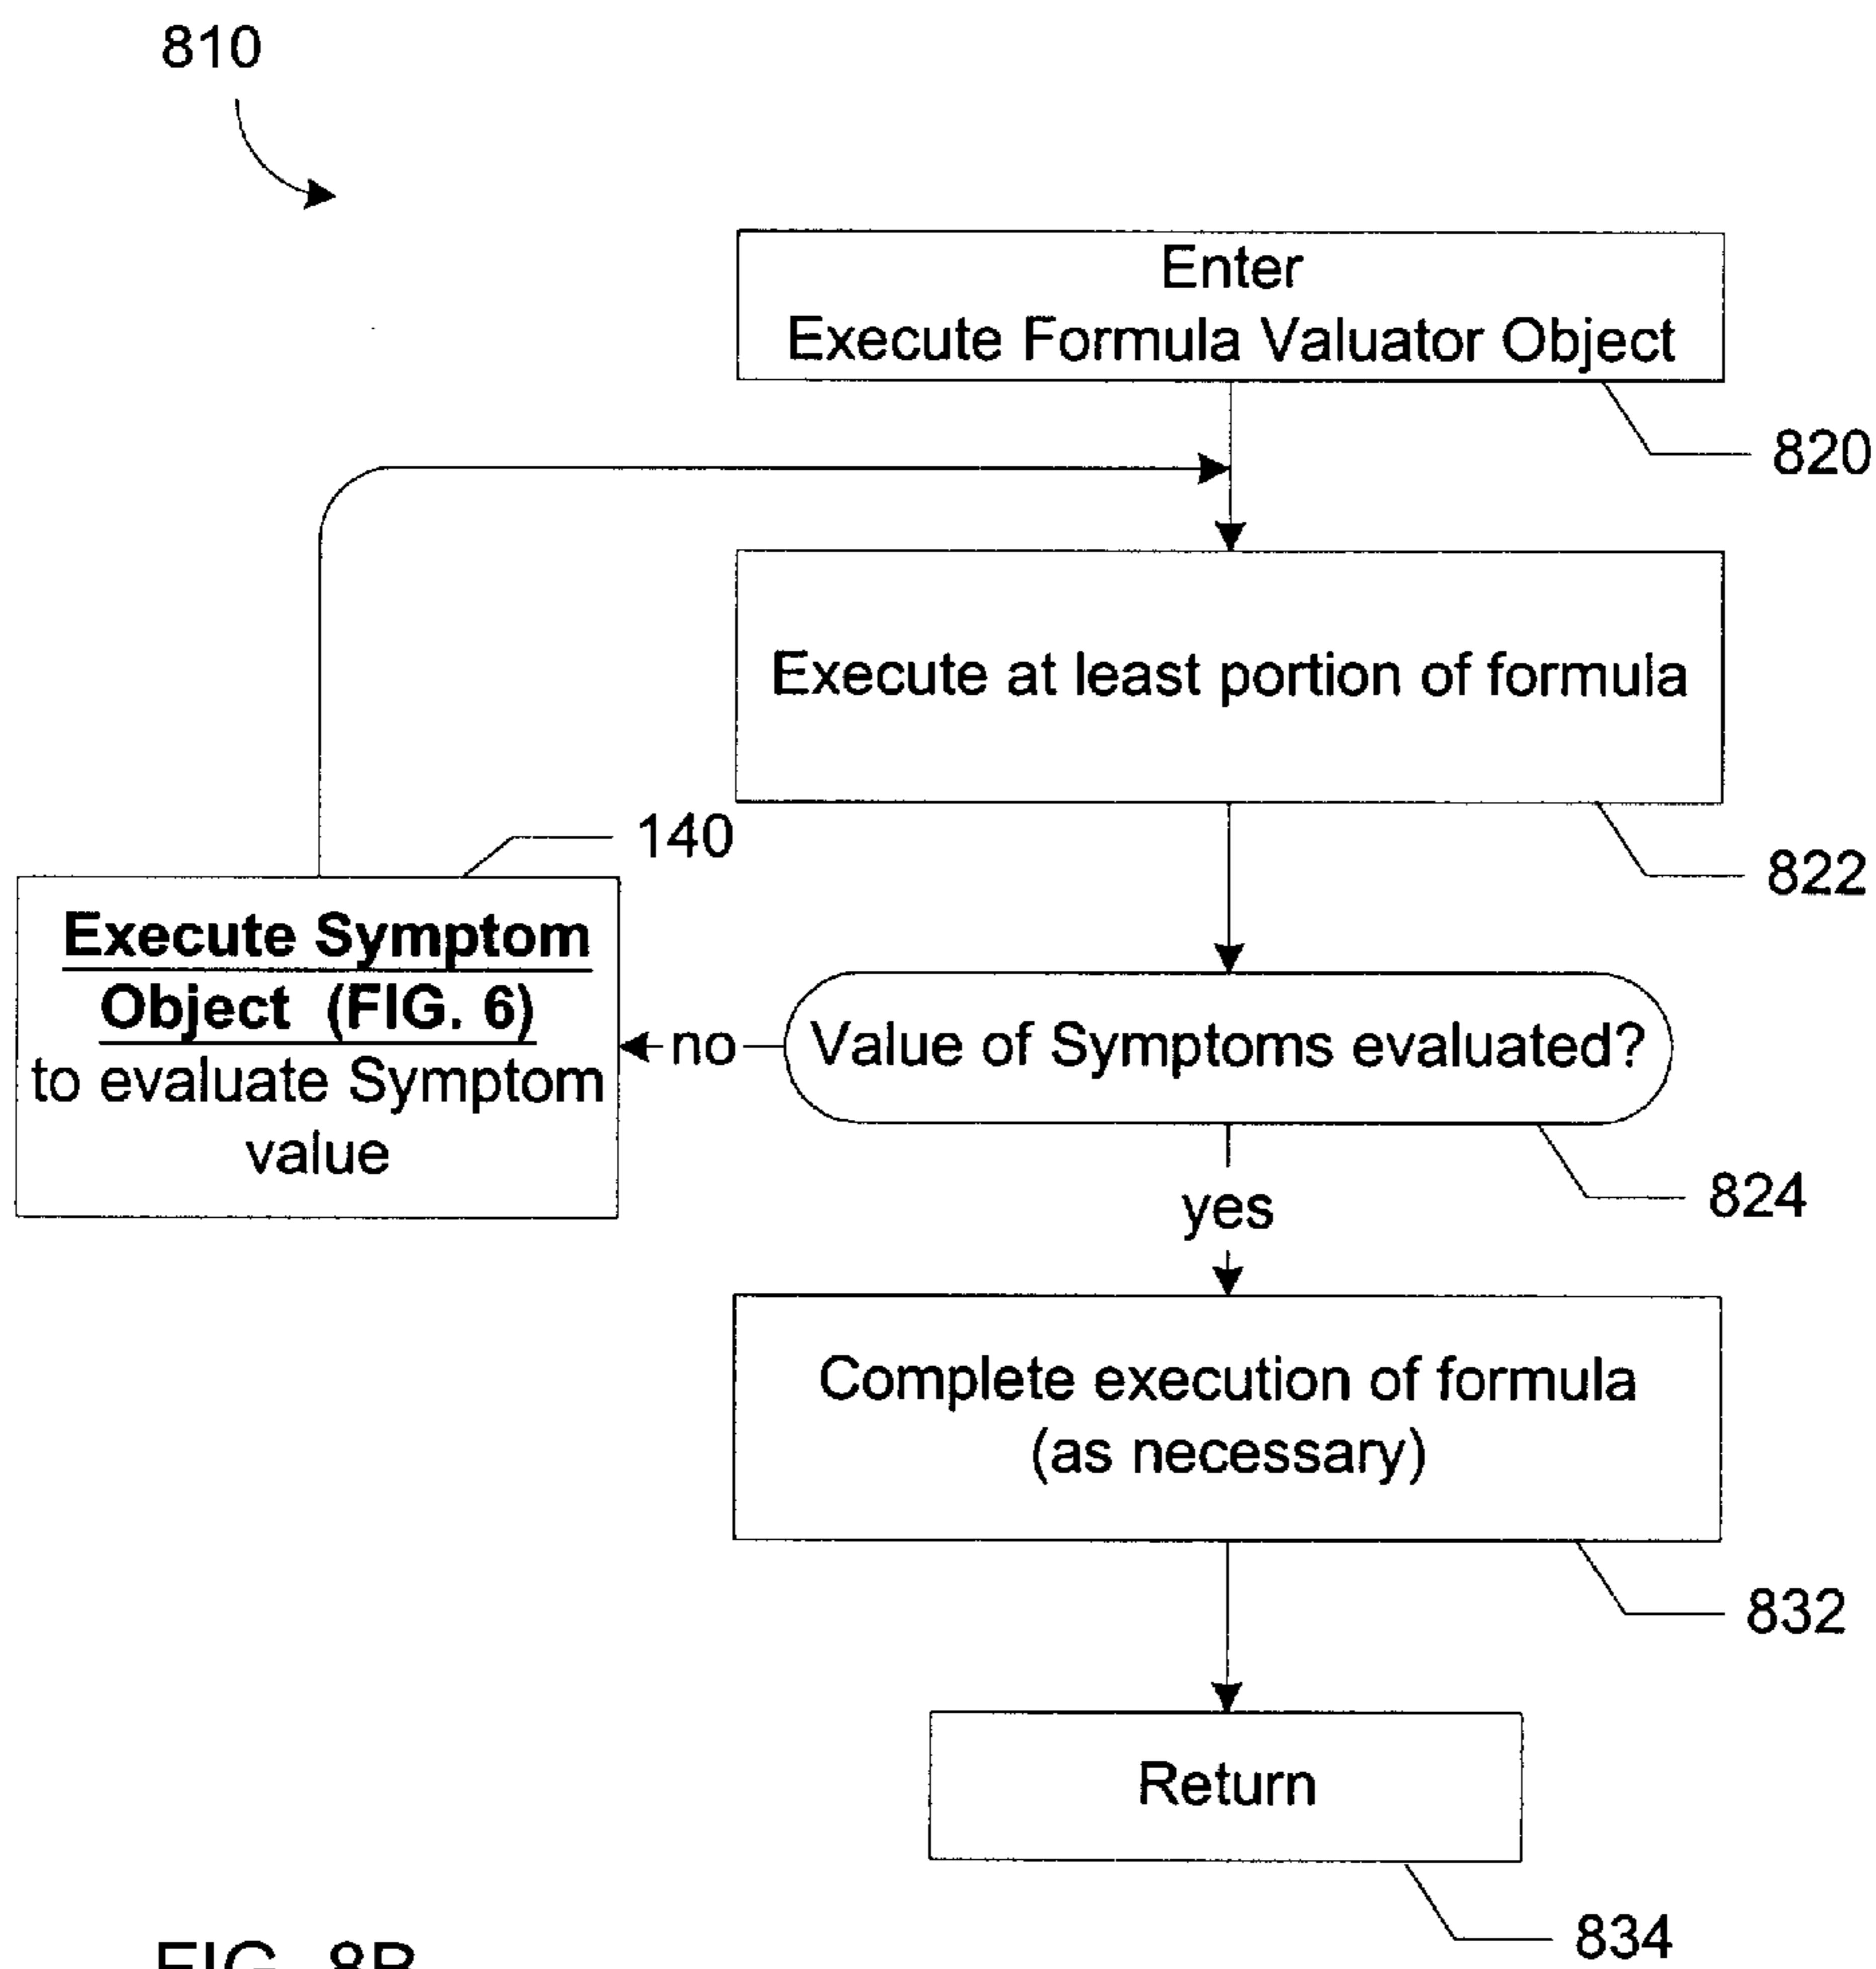 810
Enter
Execute Formula Valuator Object
820
Execute at least portion of formula
822
140
Execute Symptom
Object (FIG. 6)
to evaluate Symptom
value
no
Value of Symptoms evaluated?
824
yes
Complete execution of formula
(as necessary)
832
Return
834
FIG. 8B